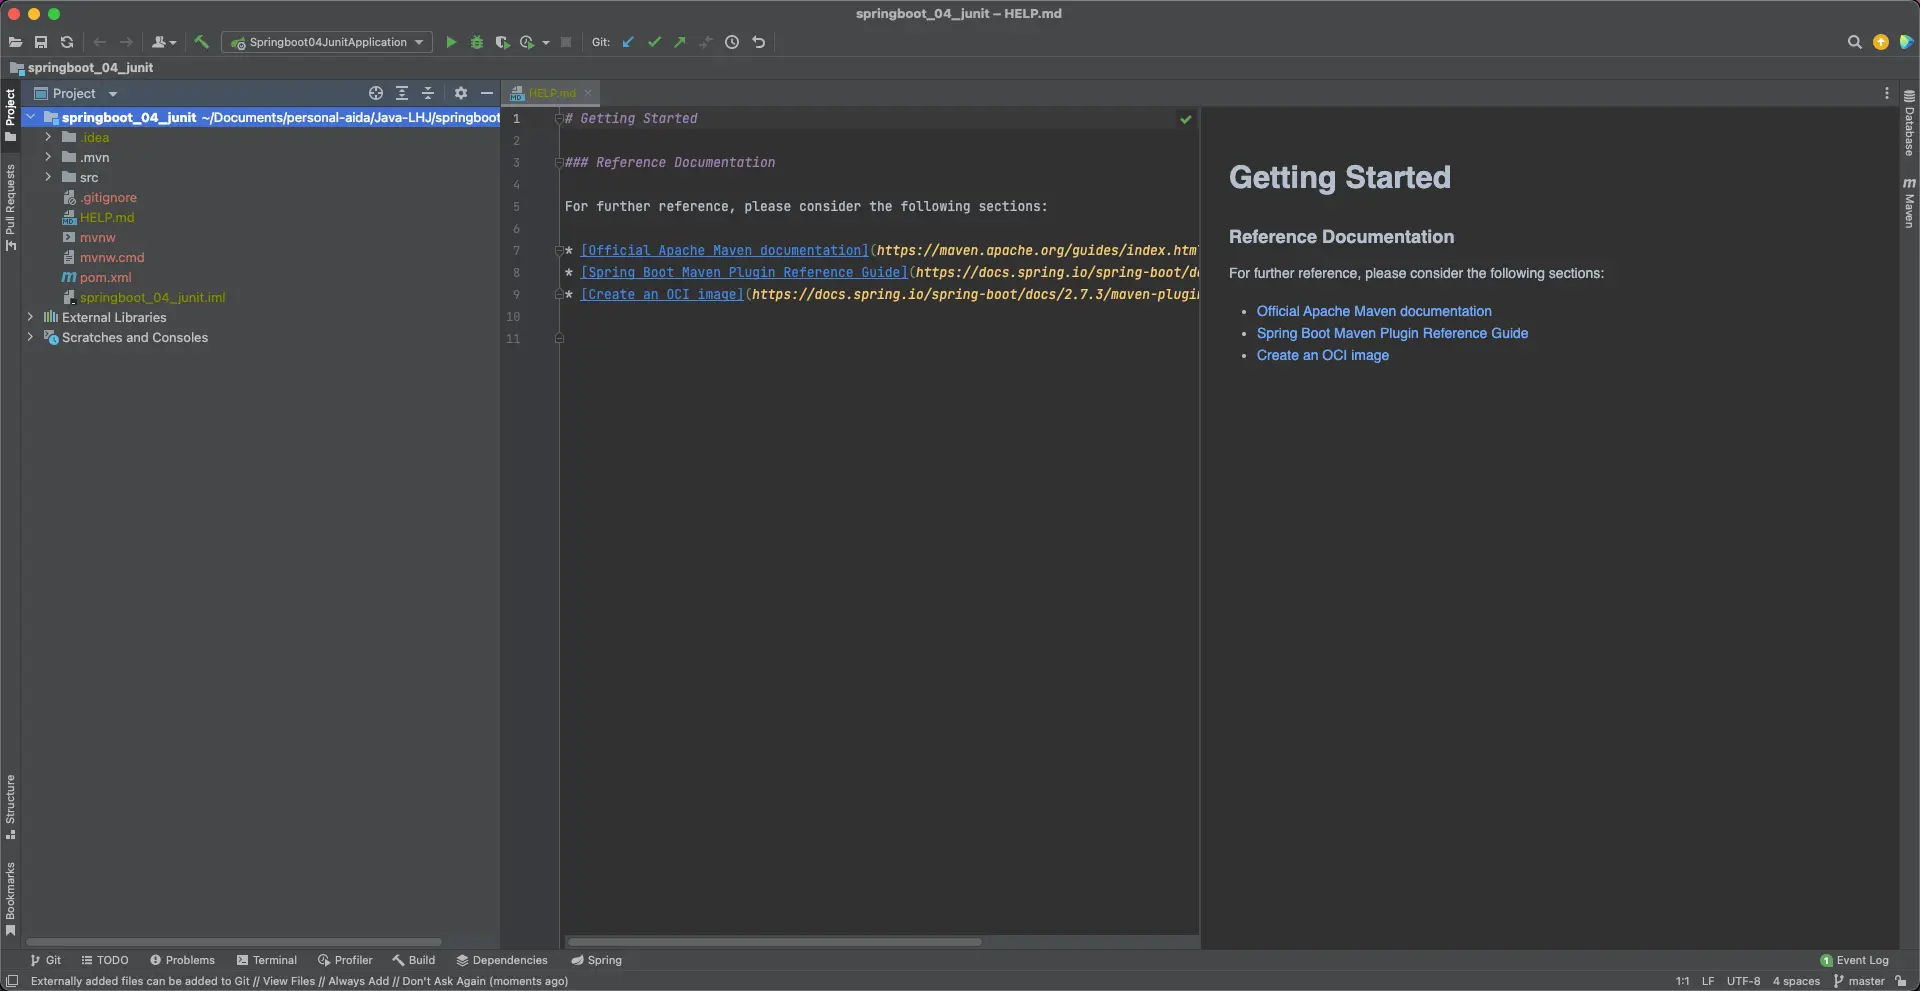 springboot_04_junit – HELP.md
Springboot04JunitApplication
Git:
springboot_04_junit
Project
Project
Pull Requests
Structure
Bookmarks
springboot_04_junit ~/Documents/personal-aida/Java-LHJ/springboot
.idea
.mvn
src
.gitignore
HELP.md
mvnw
mvnw.cmd
pom.xml
springboot_04_junit.iml
External Libraries
Scratches and Consoles
HELP.md
1 # Getting Started
2
3 ### Reference Documentation
4
5 For further reference, please consider the following sections:
6
7 * [Official Apache Maven documentation](https://maven.apache.org/guides/index.html
8 * [Spring Boot Maven Plugin Reference Guide](https://docs.spring.io/spring-boot/do
9 * [Create an OCI image](https://docs.spring.io/spring-boot/docs/2.7.3/maven-plugin
10
11
Getting Started
Reference Documentation
For further reference, please consider the following sections:
• Official Apache Maven documentation
• Spring Boot Maven Plugin Reference Guide
• Create an OCI image
Database
m Maven
Git TODO Problems Terminal Profiler Build Dependencies Spring
1 Event Log
Externally added files can be added to Git // View Files // Always Add // Don't Ask Again (moments ago)
1:1 LF UTF-8 4 spaces master